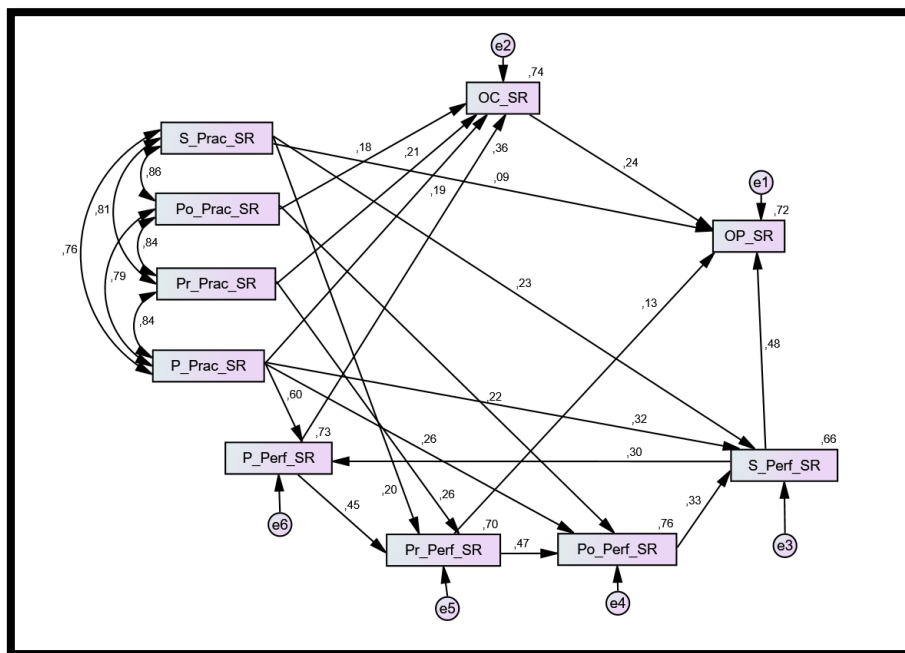 e2
,74
OC_SR
S_Prac_SR
,86
,18
,21
,36
,24
e1
,09
,19
,72
Po_Prac_SR
OP_SR
,81
,76
,84
,79
Pr_Prac_SR
,23
,13
,84
,48
P_Prac_SR
,60
,22
,32
,73
,26
,66
P_Perf_SR
,30
S_Perf_SR
,45
,20
,26
,33
e6
,70
,76
Pr_Perf_SR
,47
Po_Perf_SR
e3
e5
e4